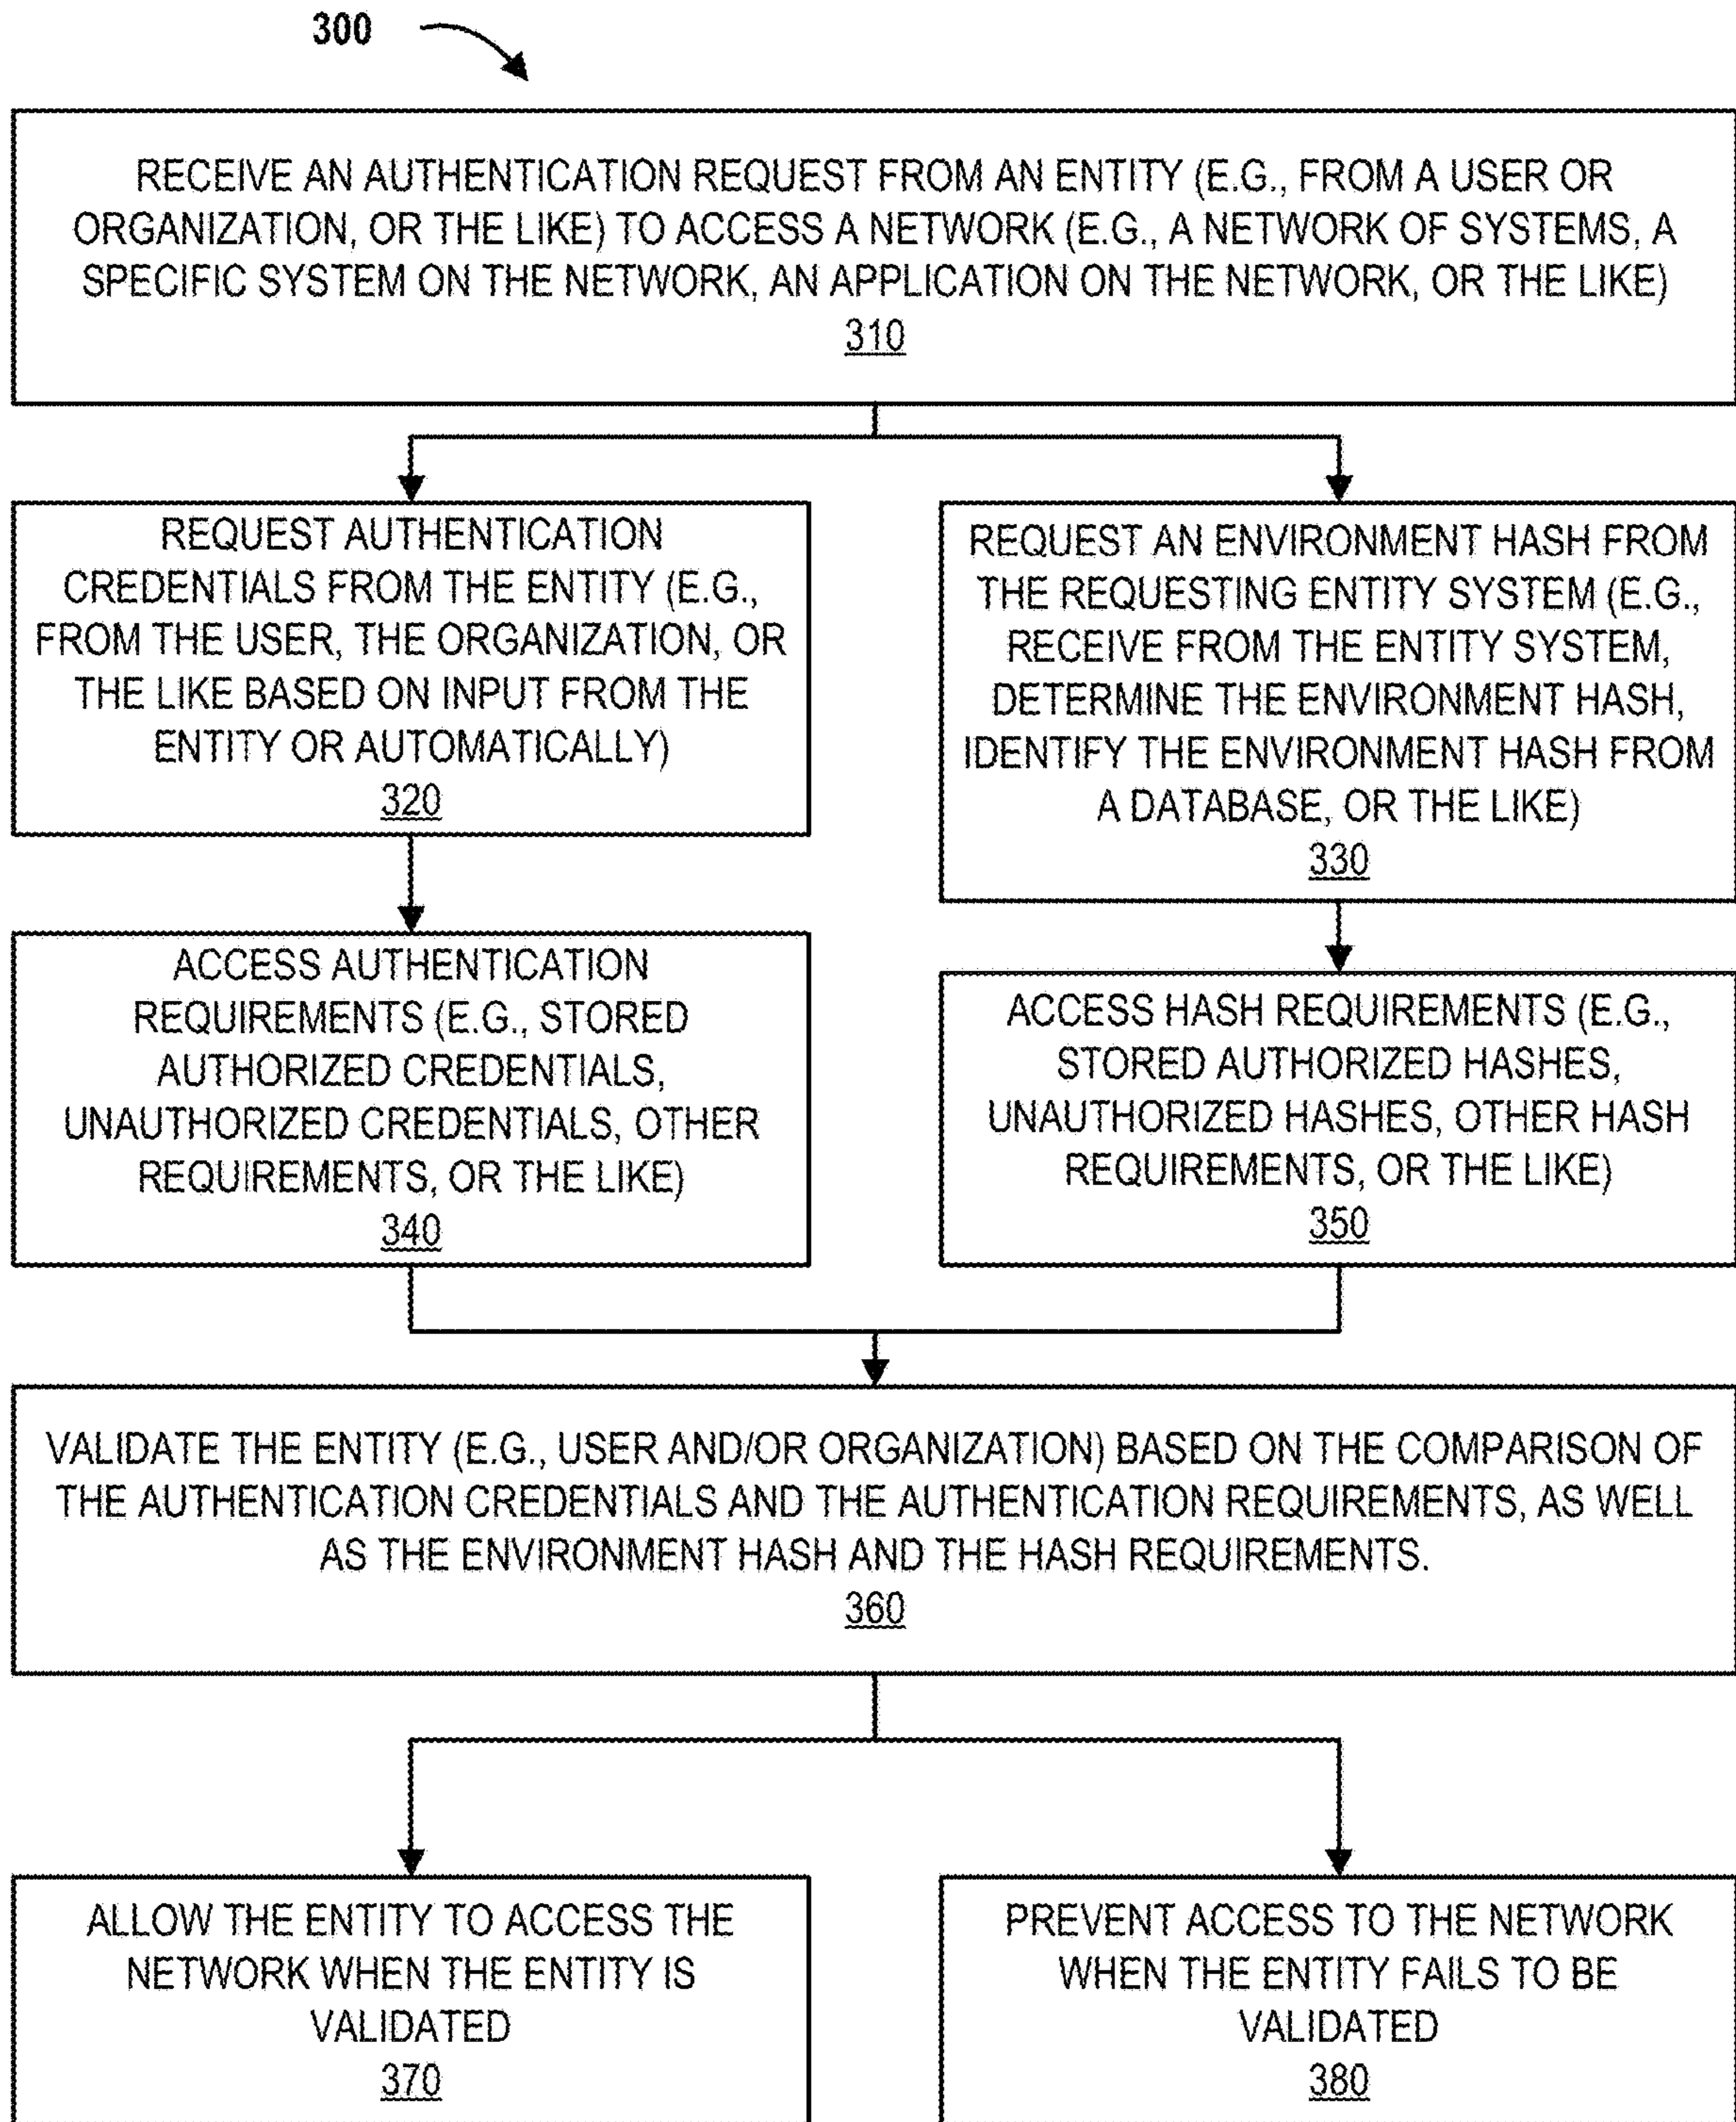 300
RECEIVE AN AUTHENTICATION REQUEST FROM AN ENTITY (E.G., FROM A USER OR
ORGANIZATION, OR THE LIKE) TO ACCESS A NETWORK (E.G., A NETWORK OF SYSTEMS, A
SPECIFIC SYSTEM ON THE NETWORK, AN APPLICATION ON THE NETWORK, OR THE LIKE)
310
REQUEST AUTHENTICATION
CREDENTIALS FROM THE ENTITY (E.G.,
FROM THE USER, THE ORGANIZATION, OR
THE LIKE BASED ON INPUT FROM THE
ENTITY OR AUTOMATICALLY)
320
REQUEST AN ENVIRONMENT HASH FROM
THE REQUESTING ENTITY SYSTEM (E.G.,
RECEIVE FROM THE ENTITY SYSTEM,
DETERMINE THE ENVIRONMENT HASH,
IDENTIFY THE ENVIRONMENT HASH FROM
A DATABASE, OR THE LIKE)
330
ACCESS AUTHENTICATION
REQUIREMENTS (E.G., STORED
AUTHORIZED CREDENTIALS,
UNAUTHORIZED CREDENTIALS, OTHER
REQUIREMENTS, OR THE LIKE)
340
ACCESS HASH REQUIREMENTS (E.G.,
STORED AUTHORIZED HASHES,
UNAUTHORIZED HASHES, OTHER HASH
REQUIREMENTS, OR THE LIKE)
350
VALIDATE THE ENTITY (E.G., USER AND/OR ORGANIZATION) BASED ON THE COMPARISON OF
THE AUTHENTICATION CREDENTIALS AND THE AUTHENTICATION REQUIREMENTS, AS WELL
AS THE ENVIRONMENT HASH AND THE HASH REQUIREMENTS.
360
ALLOW THE ENTITY TO ACCESS THE
NETWORK WHEN THE ENTITY IS
VALIDATED
370
PREVENT ACCESS TO THE NETWORK
WHEN THE ENTITY FAILS TO BE
VALIDATED
380